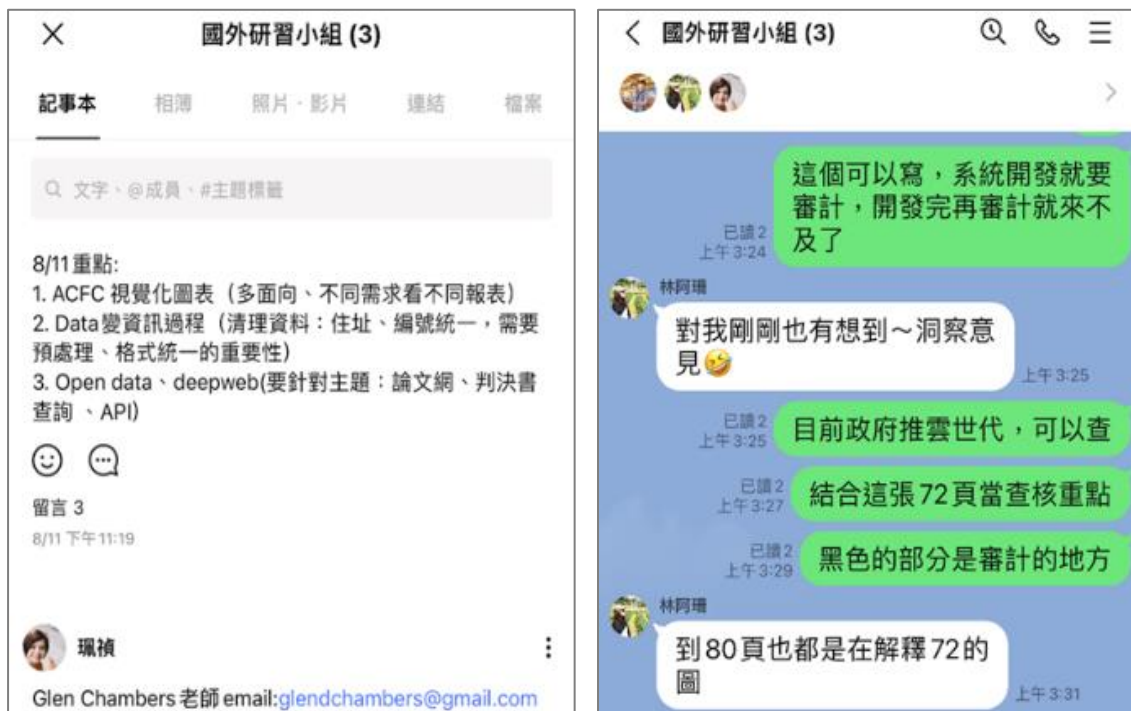 國外研習小組 (3)
記事本 相簿 照片・影片 連結 檔案
文字、@成員、#主題標籤
8/11重點:
1. ACFC 視覺化圖表（多面向、不同需求看不同報表）
2. Data變資訊過程（清理資料：住址、編號統一，需要
預處理、格式統一的重要性)
3. Open data、deepweb(要針對主題：論文網、判決書
查詢 、API)
留言 3
8/11 下午11:19
珮禎
Glen Chambers 老師 email:glendchambers@gmail.com
國外研習小組 (3)
這個可以寫，系統開發就要
審計，開發完再審計就來不
及了
已讀2
上午 3:24
林阿珊
對我剛剛也有想到～洞察意
見🤣
上午 3:25
已讀2
上午 3:25
目前政府推雲世代，可以查
已讀2
上午 3:27
結合這張72頁當查核重點
已讀2
上午 3:29
黑色的部分是審計的地方
林阿珊
到80頁也都是在解釋72的
圖
上午 3:31